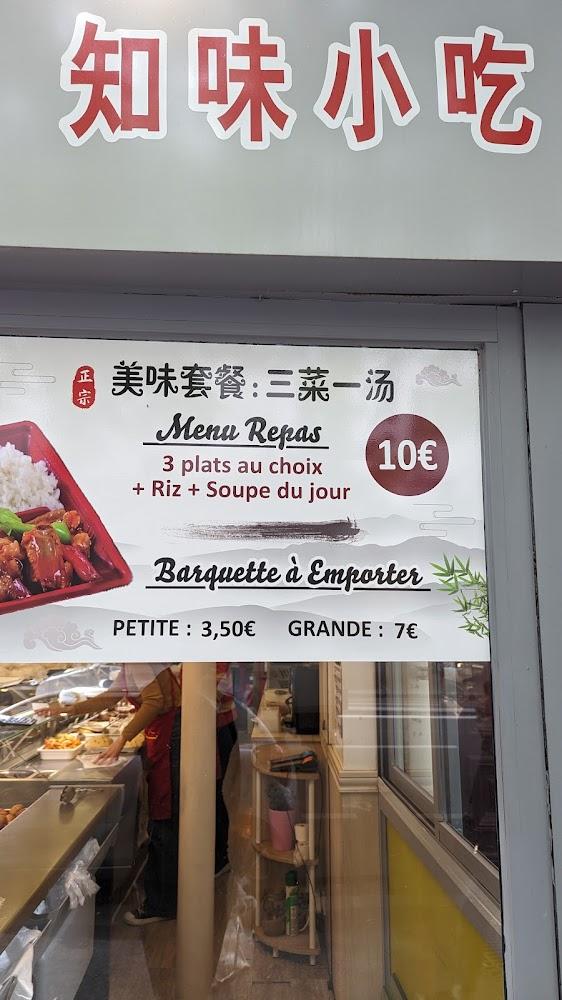 知味小吃
正宗
美味套餐:三菜一汤
Menu Repas
3 plats au choix
+ Riz + Soupe du jour
10€
Barquette à Emporter
PETITE : 3,50€ GRANDE : 7€